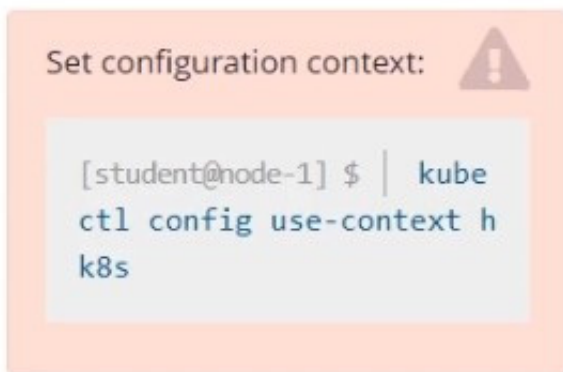 Set configuration context:
[student@node-1] $ | kube
ctl config use-context h
k8s